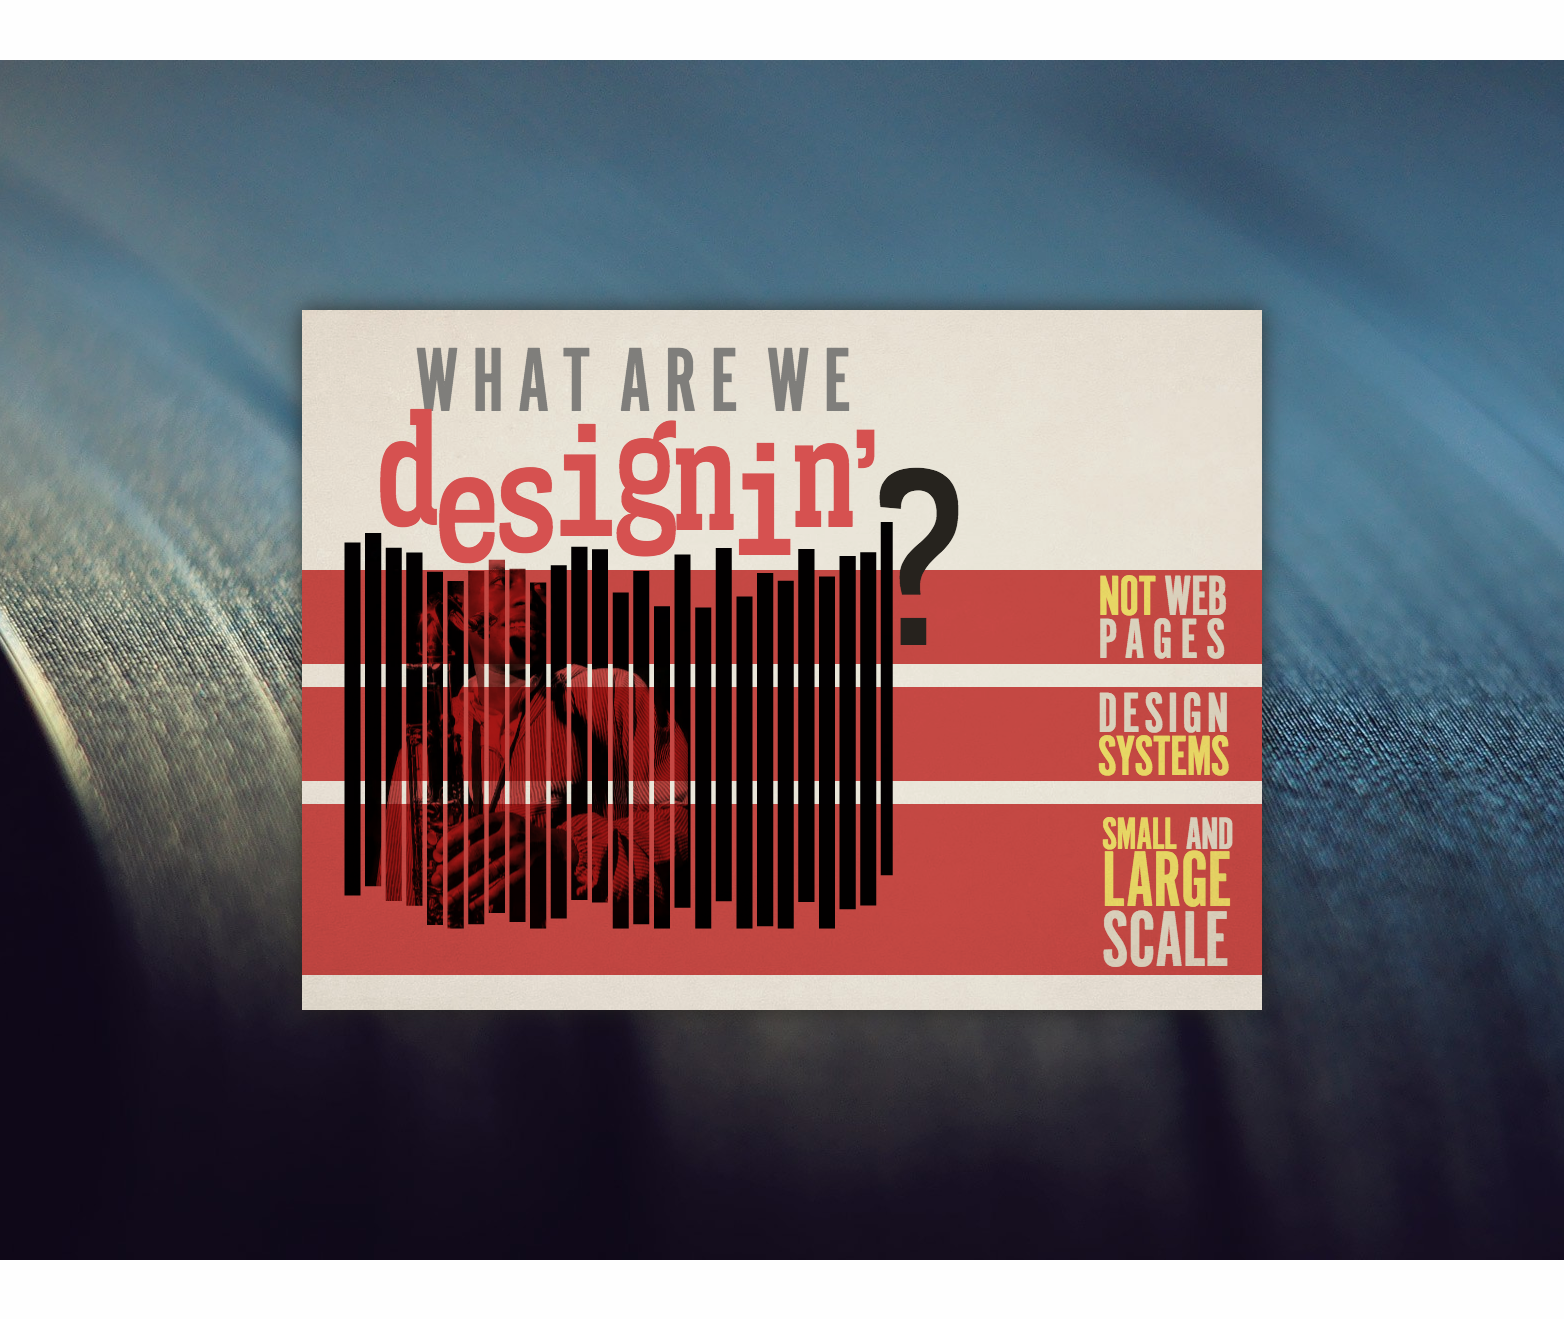 WHAT ARE WE
designin’
?
NOT WEB
PAGES
DESIGN
SYSTEMS
SMALL AND
LARGE
SCALE